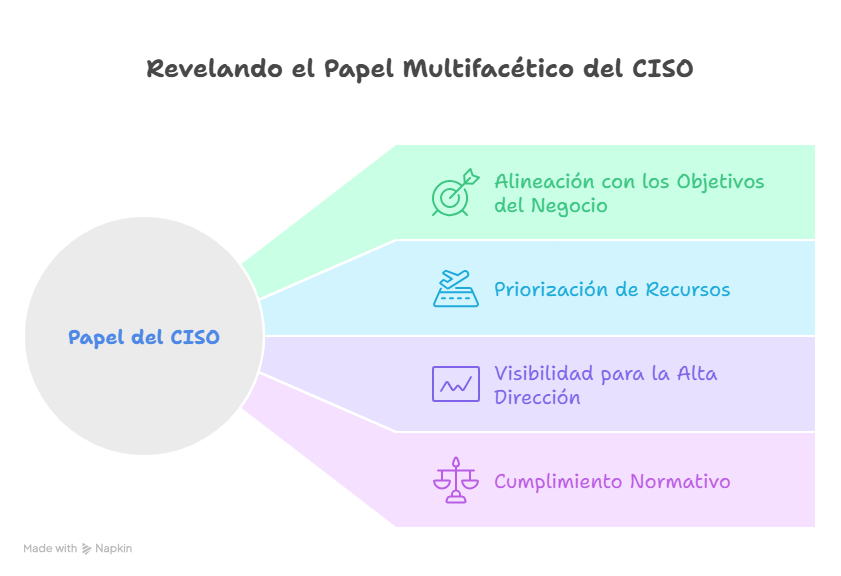 Revelando el Papel Multifacético del CISO
Papel del CISO
Alineación con los Objetivos
del Negocio
Priorización de Recursos
Visibilidad para la Alta
Dirección
Cumplimiento Normativo
Made with Napkin